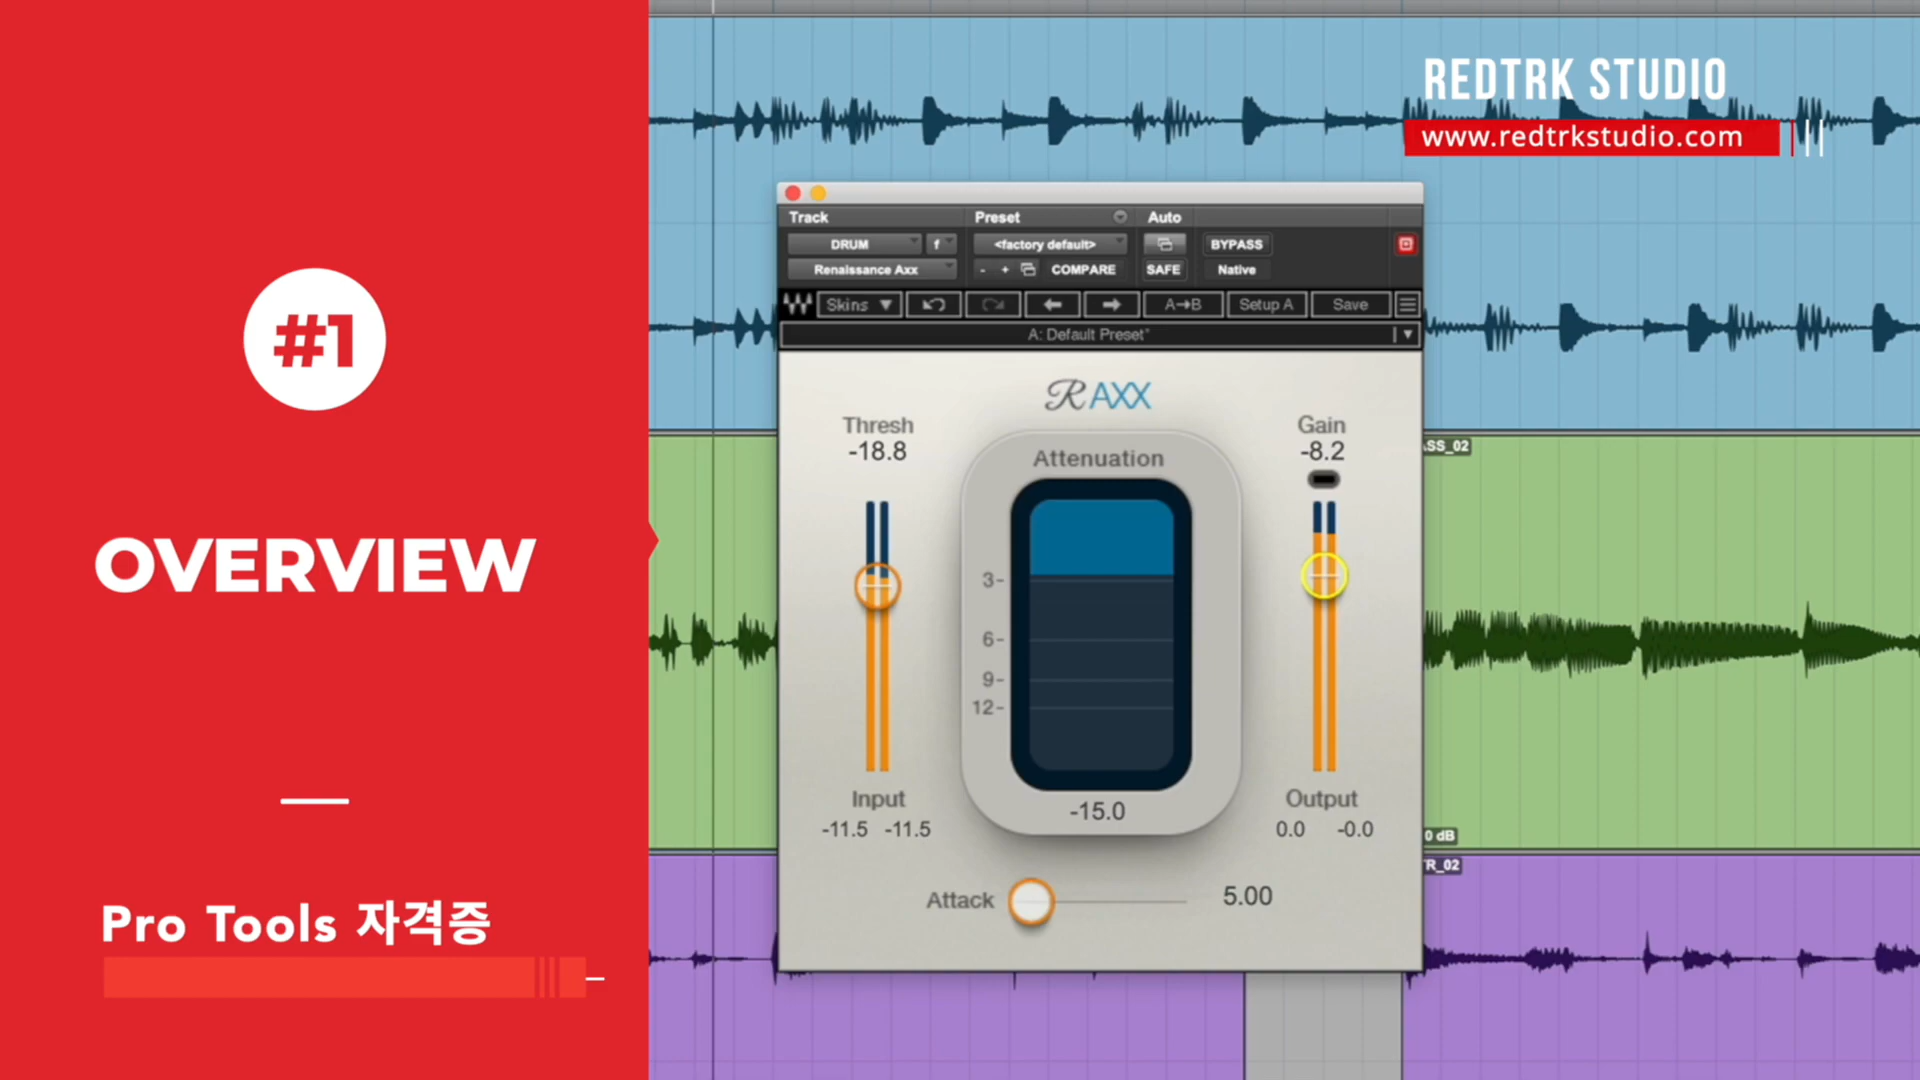 #1
OVERVIEW
Pro Tools 자격증
REDTRK STUDIO
www.redtrkstudio.com
Track
Preset
Auto
DRUM
f
<factory default>
BYPASS
Renaissance Axx
- +
COMPARE
SAFE
Native
Skins
A→B
Setup A
Save
A: Default Preset*
RAXX
Thresh
-18.8
Attenuation
Gain
-8.2
3-
6-
9-
12-
-15.0
Input
-11.5 -11.5
Output
0.0 -0.0
Attack
5.00
SS_02
0 dB
R_02